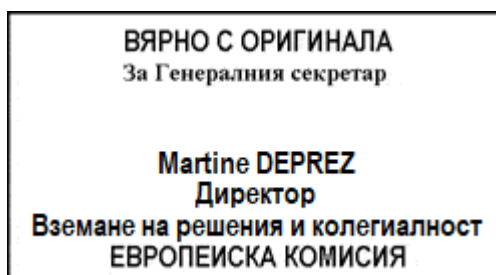 ВЯРНО С ОРИГИНАЛА
За Генералния секретар
Martine DEPREZ
Директор
Вземане на решения и колегиалност
ЕВРОПЕИСКА КОМИСИЯ